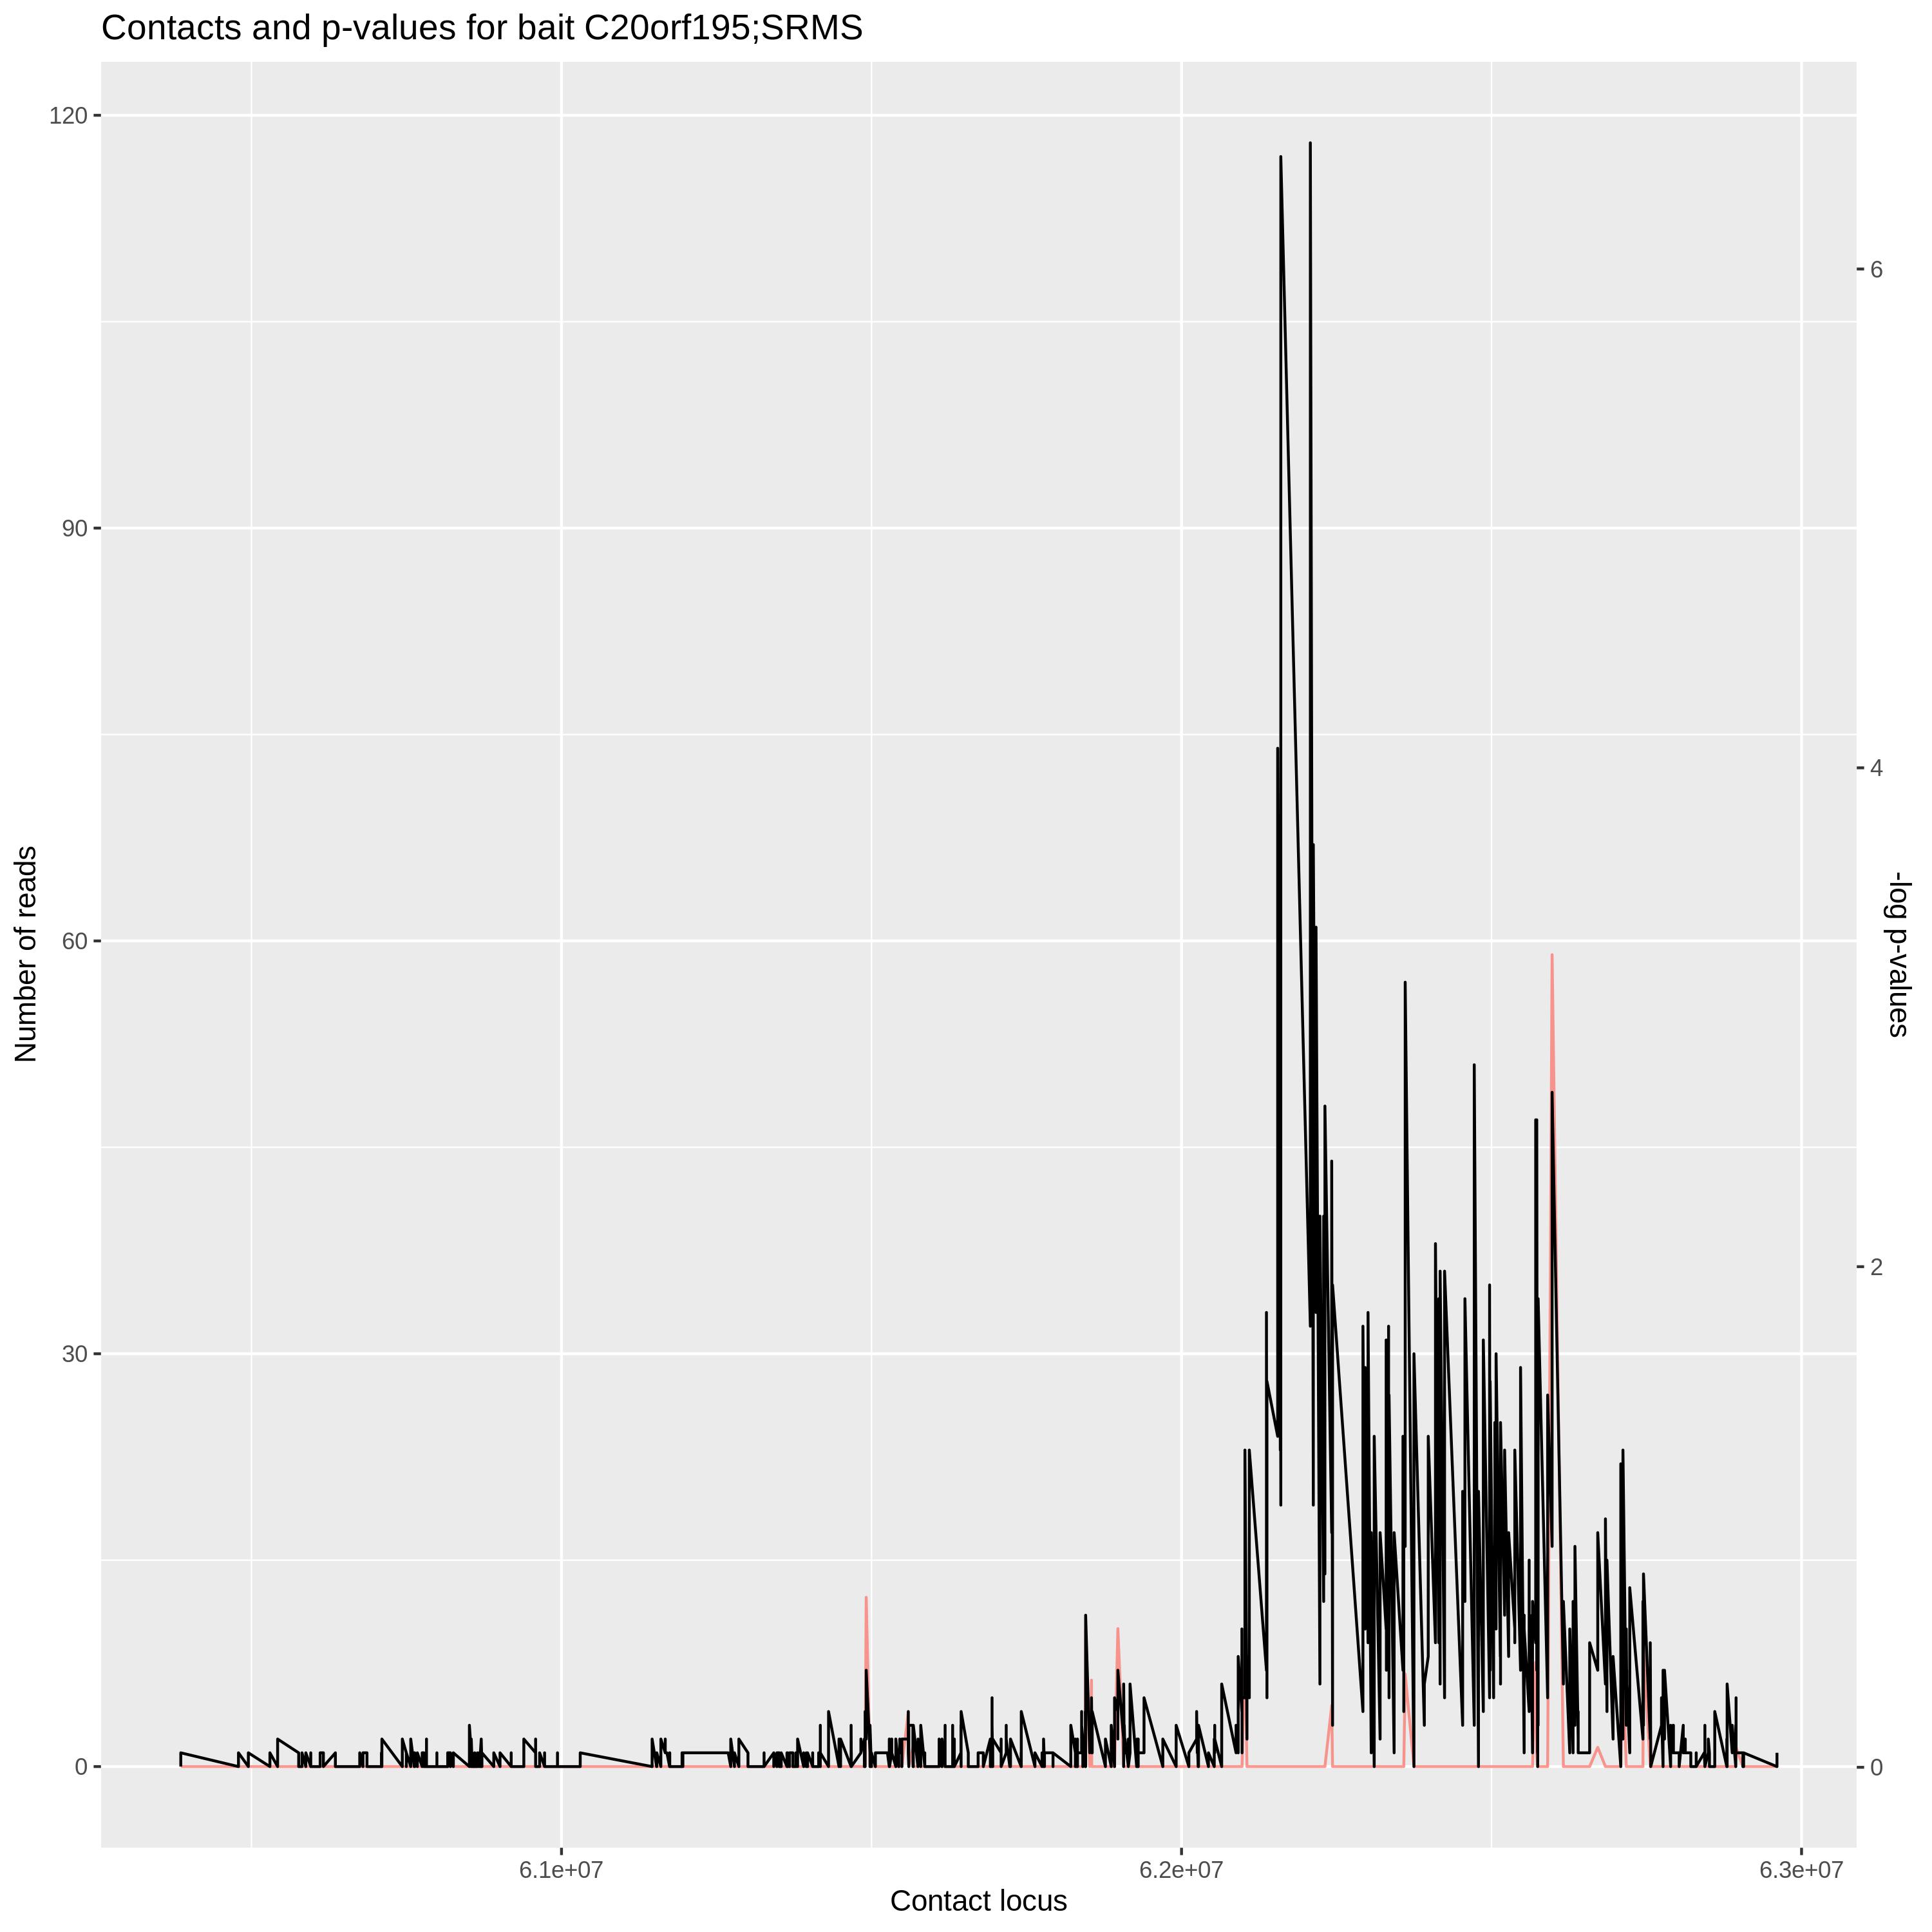 Contacts and p-values for bait C20orf195;SRMS
120
90
60
30
0
Number of reads
6
4
2
0
-log p-values
6.1e+07
6.2e+07
6.3e+07
Contact locus